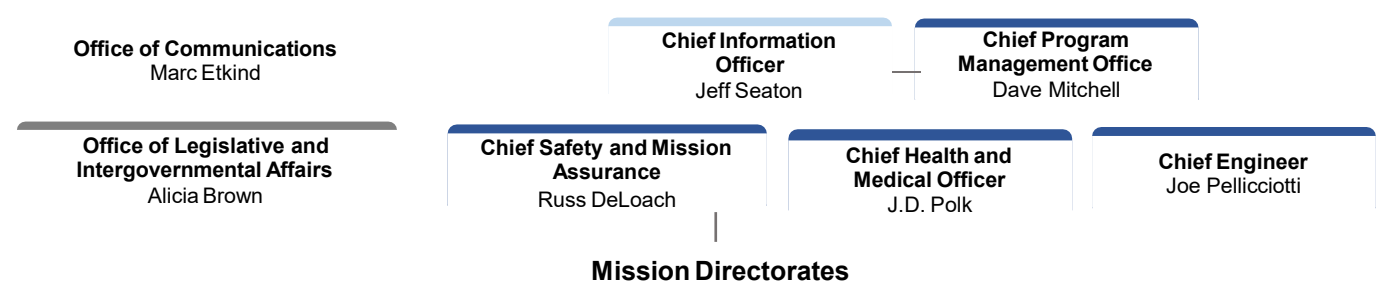 Office of Communications
Marc Etkind
Chief Information
Officer
Jeff Seaton
Chief Program
Management Office
Dave Mitchell
Office of Legislative and
Intergovernmental Affairs
Alicia Brown
Chief Safety and Mission
Assurance
Russ DeLoach
Chief Health and
Medical Officer
J.D. Polk
Chief Engineer
Joe Pellicciotti
Mission Directorates